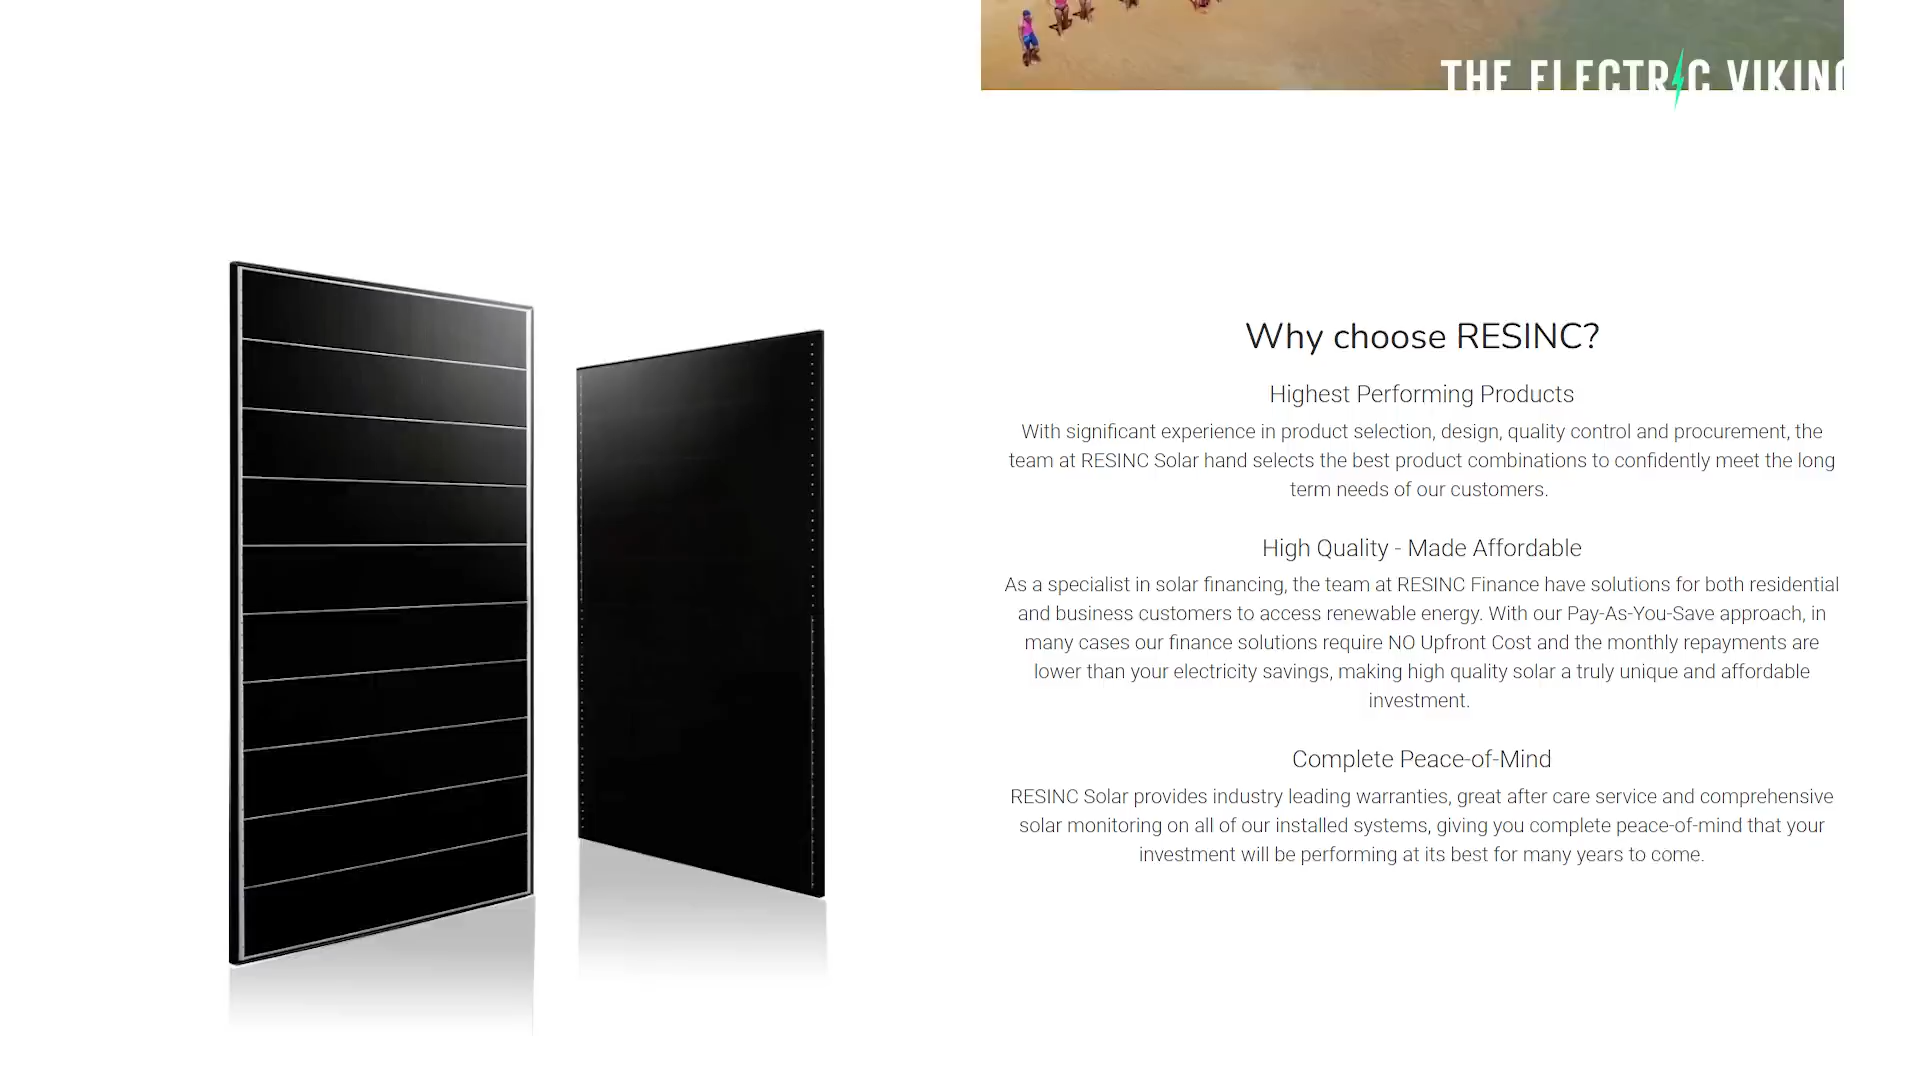 THE ELECTRIC VIKING
Why choose RESINC?
Highest Performing Products
With significant experience in product selection, design, quality control and procurement, the
team at RESINC Solar hand selects the best product combinations to confidently meet the long
term needs of our customers.
High Quality - Made Affordable
As a specialist in solar financing, the team at RESINC Finance have solutions for both residential
and business customers to access renewable energy. With our Pay-As-You-Save approach, in
many cases our finance solutions require NO Upfront Cost and the monthly repayments are
lower than your electricity savings, making high quality solar a truly unique and affordable
investment.
Complete Peace-of-Mind
RESINC Solar provides industry leading warranties, great after care service and comprehensive
solar monitoring on all of our installed systems, giving you complete peace-of-mind that your
investment will be performing at its best for many years to come.